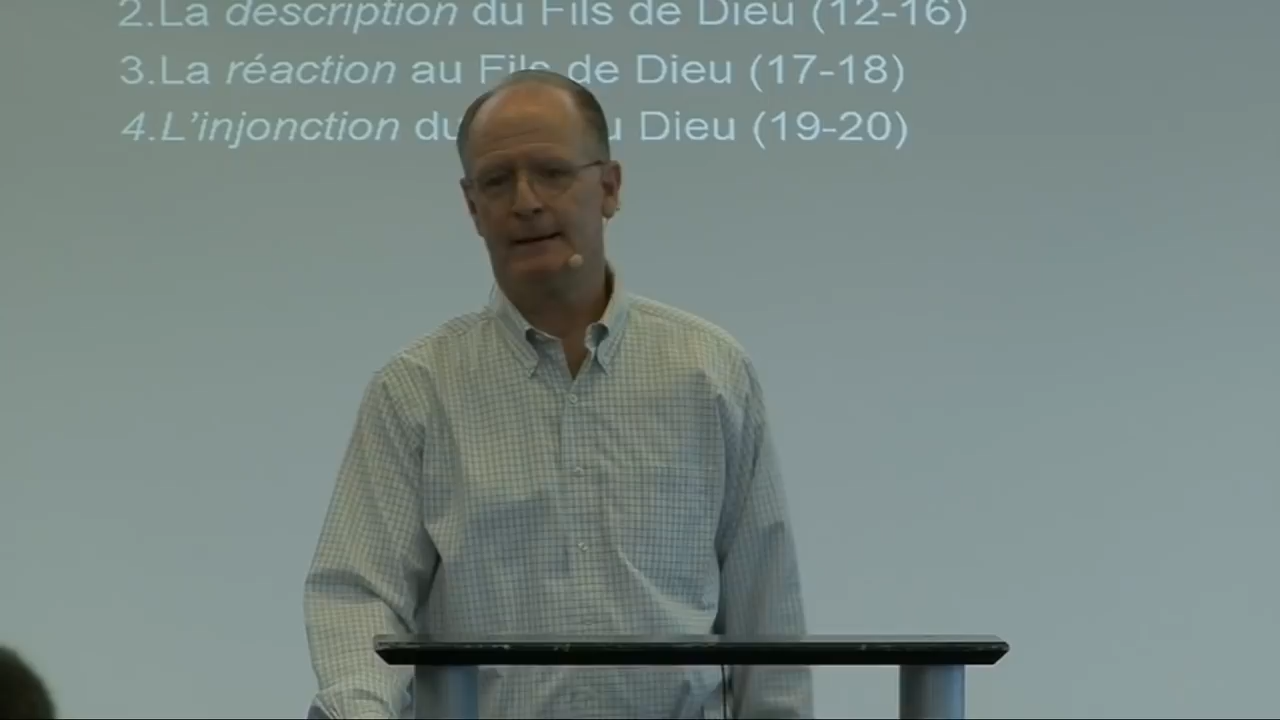 2.La description du Fils de Dieu (12-16)
3.La réaction au Fils de Dieu (17-18)
4.L'injonction du Dieu (19-20)